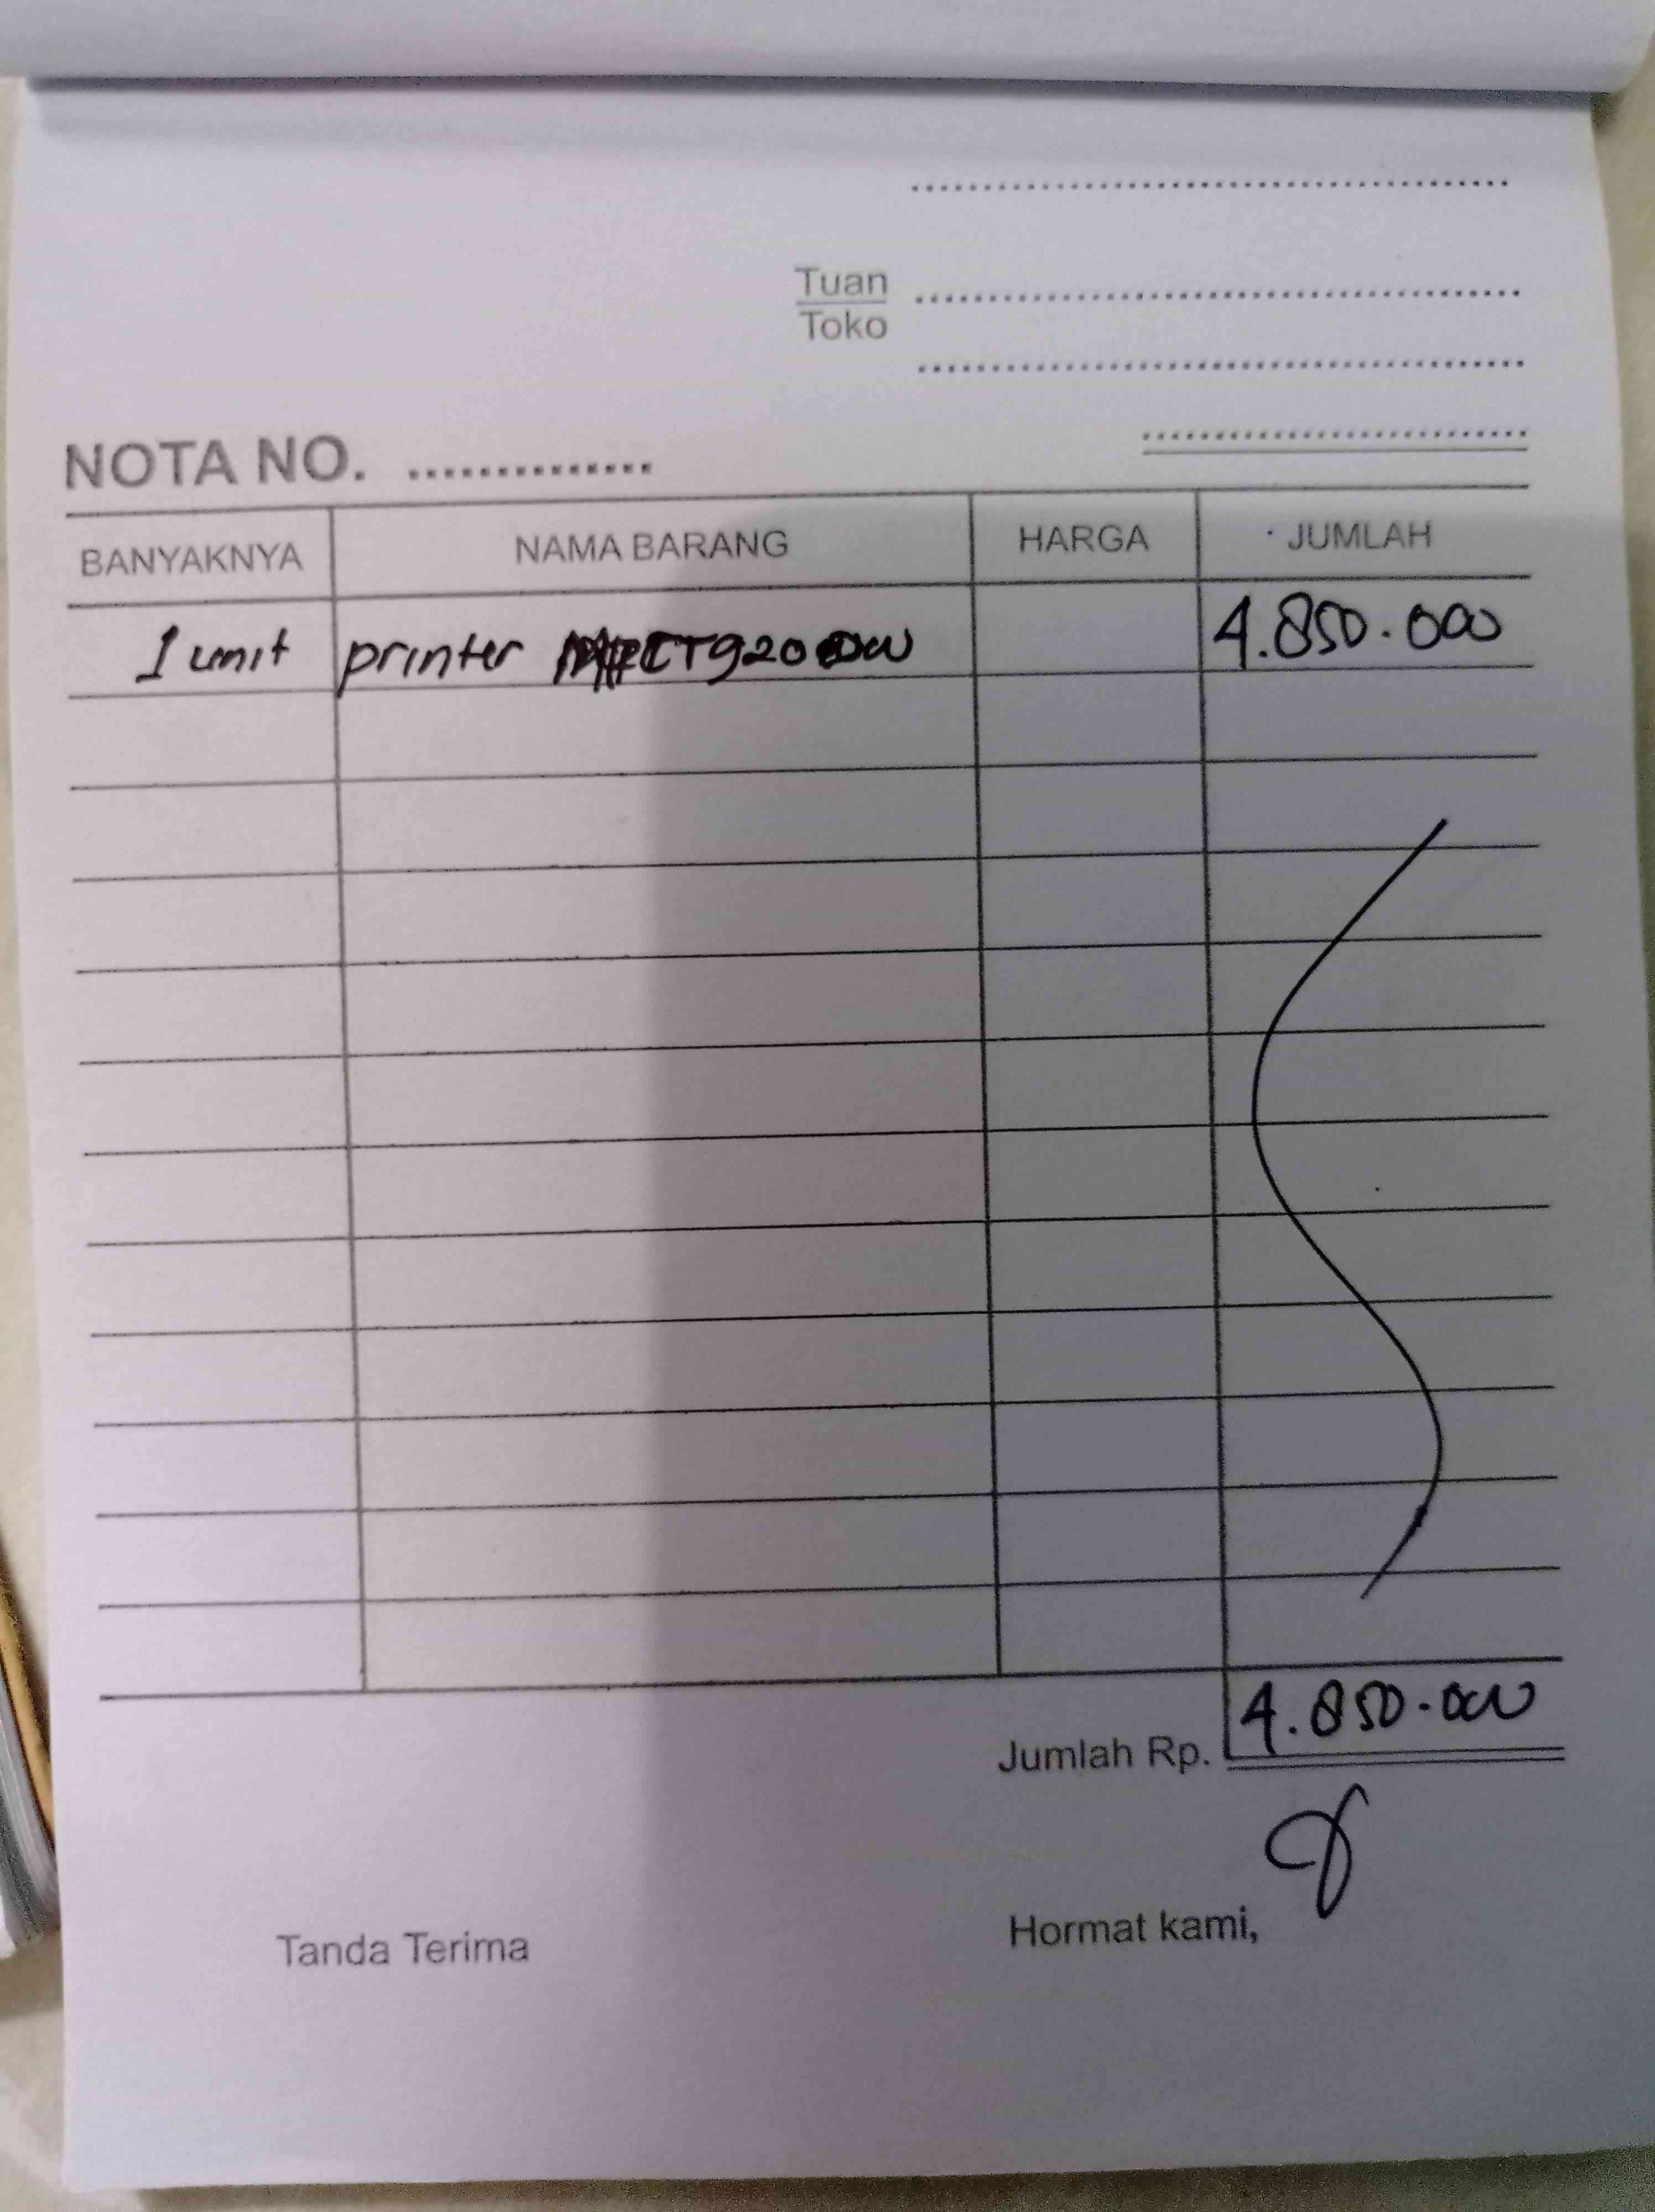 Tuan
Toko
NOTA NO. ..............
BANYAKNYA NAMA BARANG HARGA JUMLAH
1 unit printer 4.850.000
Jumlah Rp. 4.850.000
Tanda Terima Hormat kami,